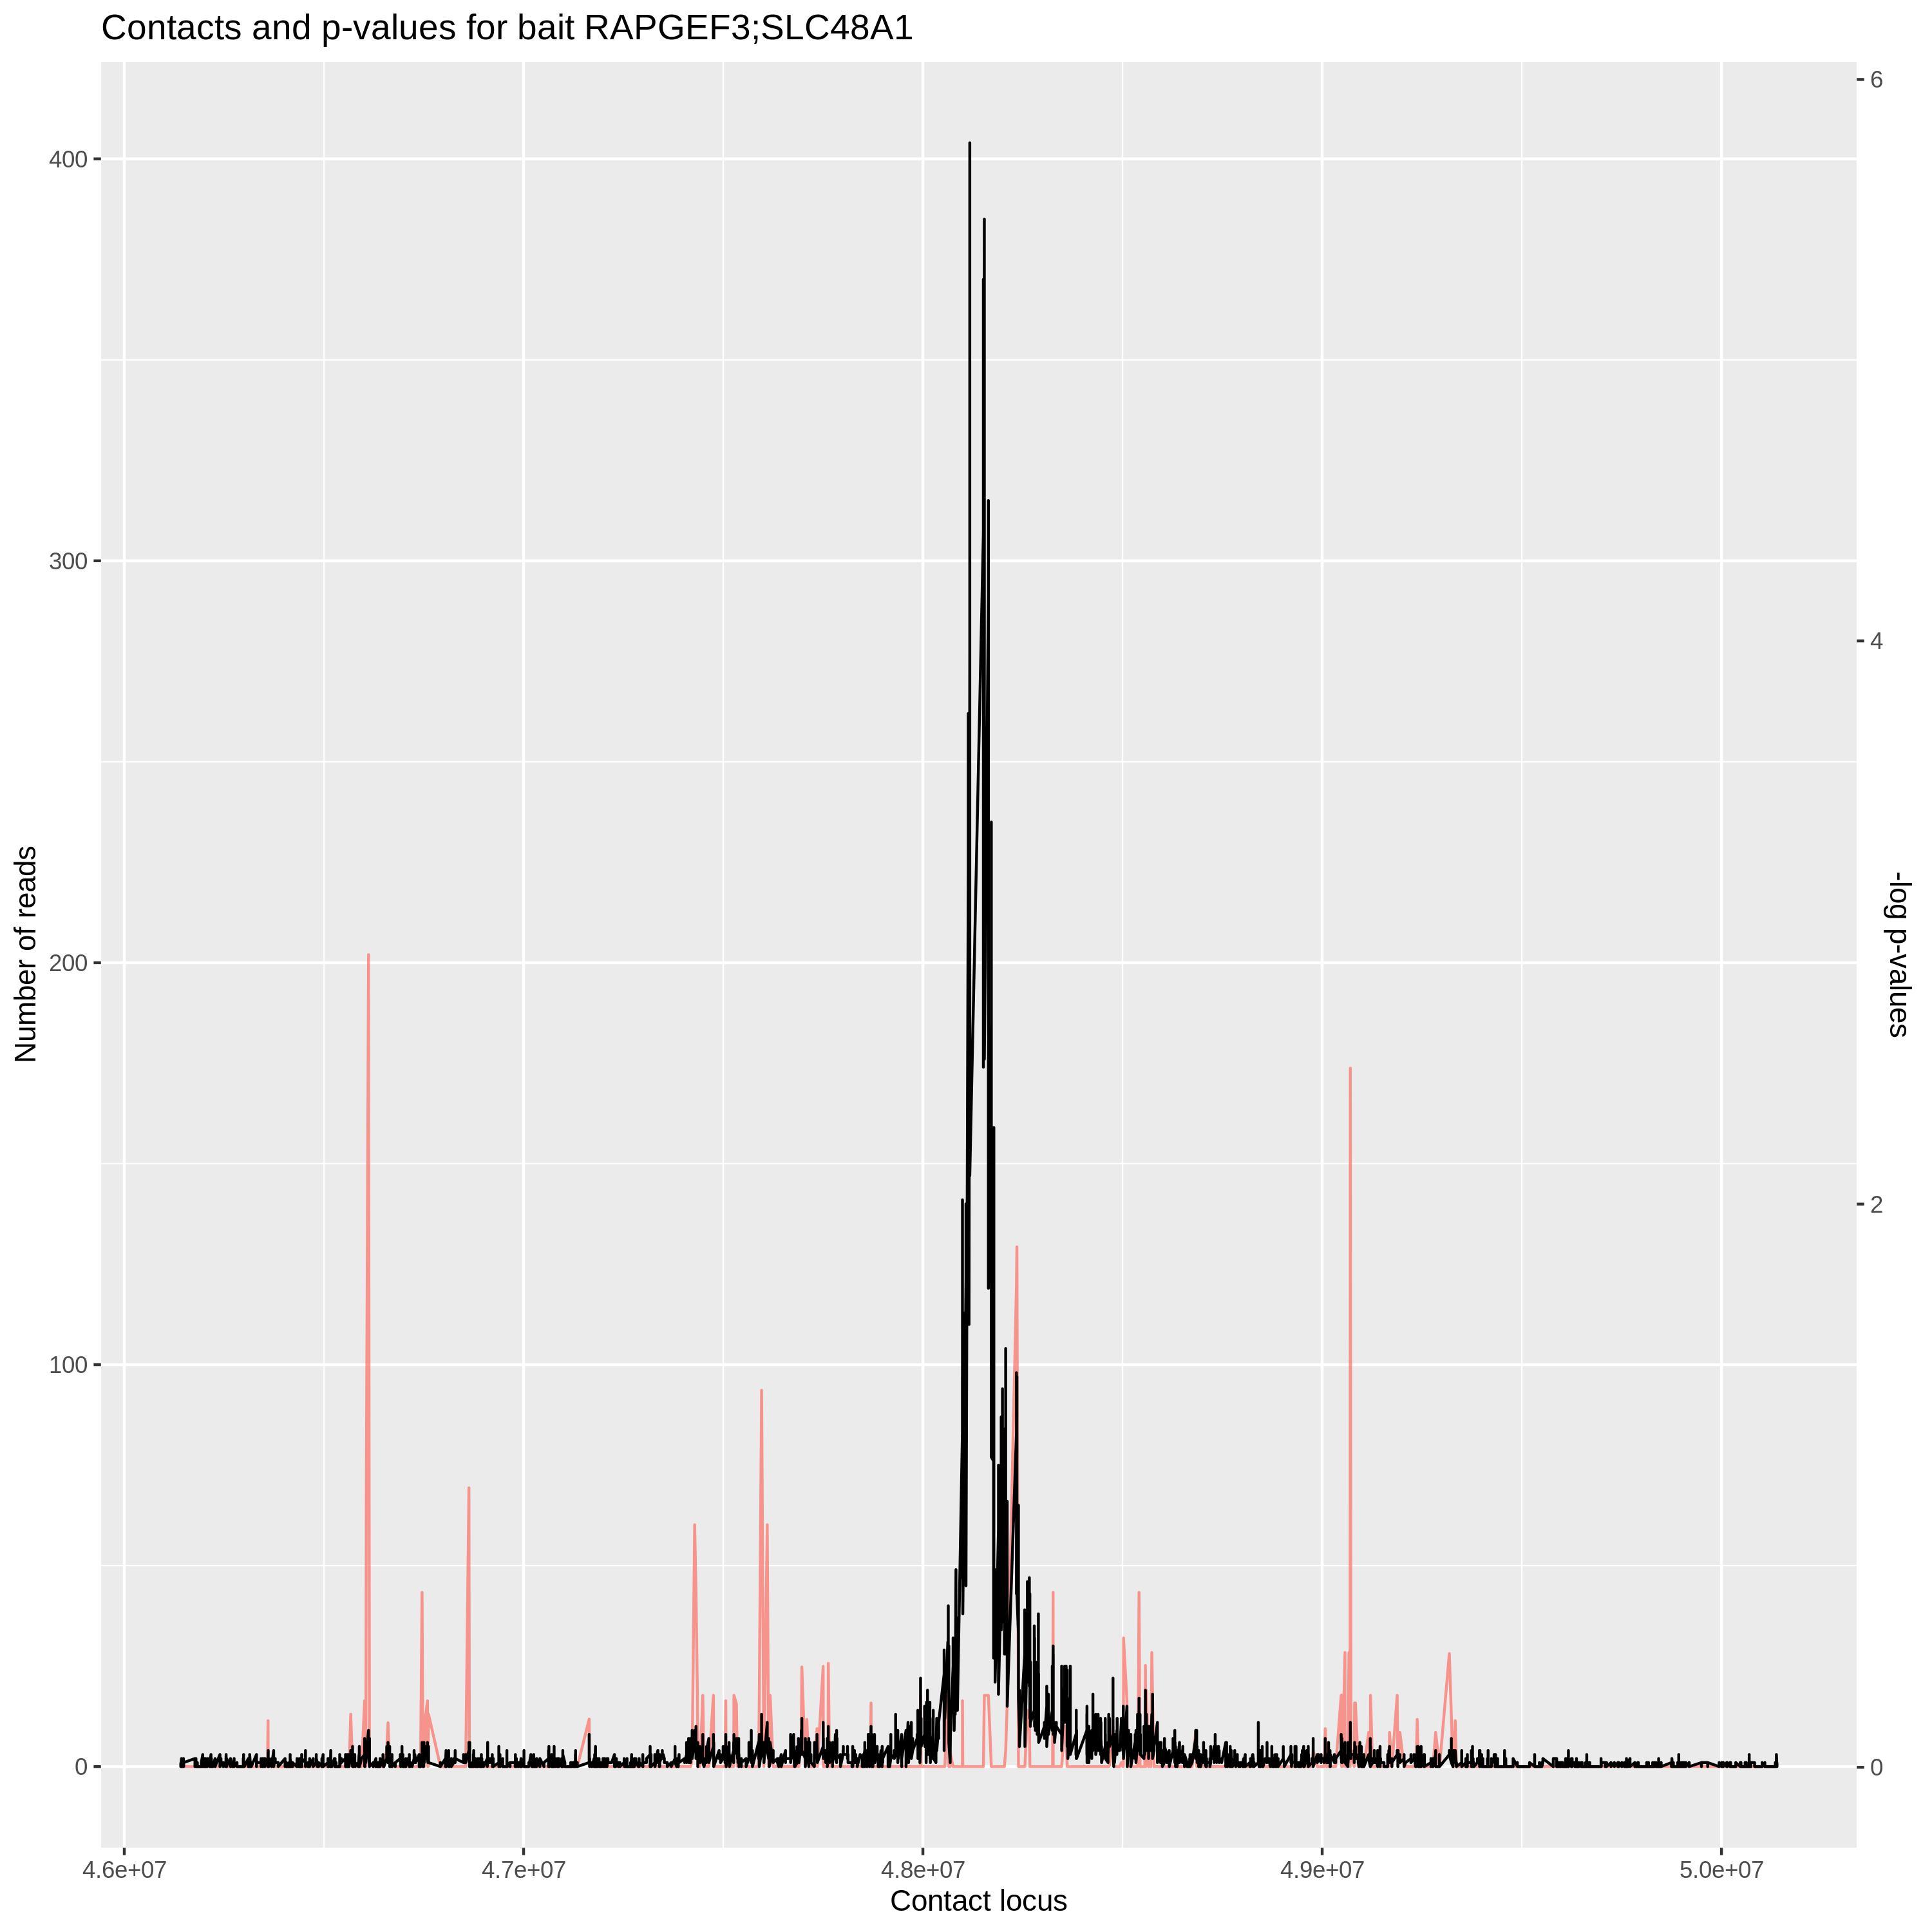 Contacts and p-values for bait RAPGEF3;SLC48A1
400
300
200
100
0
Number of reads
6
4
2
0
-log p-values
4.6e+07
4.7e+07
4.8e+07
4.9e+07
5.0e+07
Contact locus